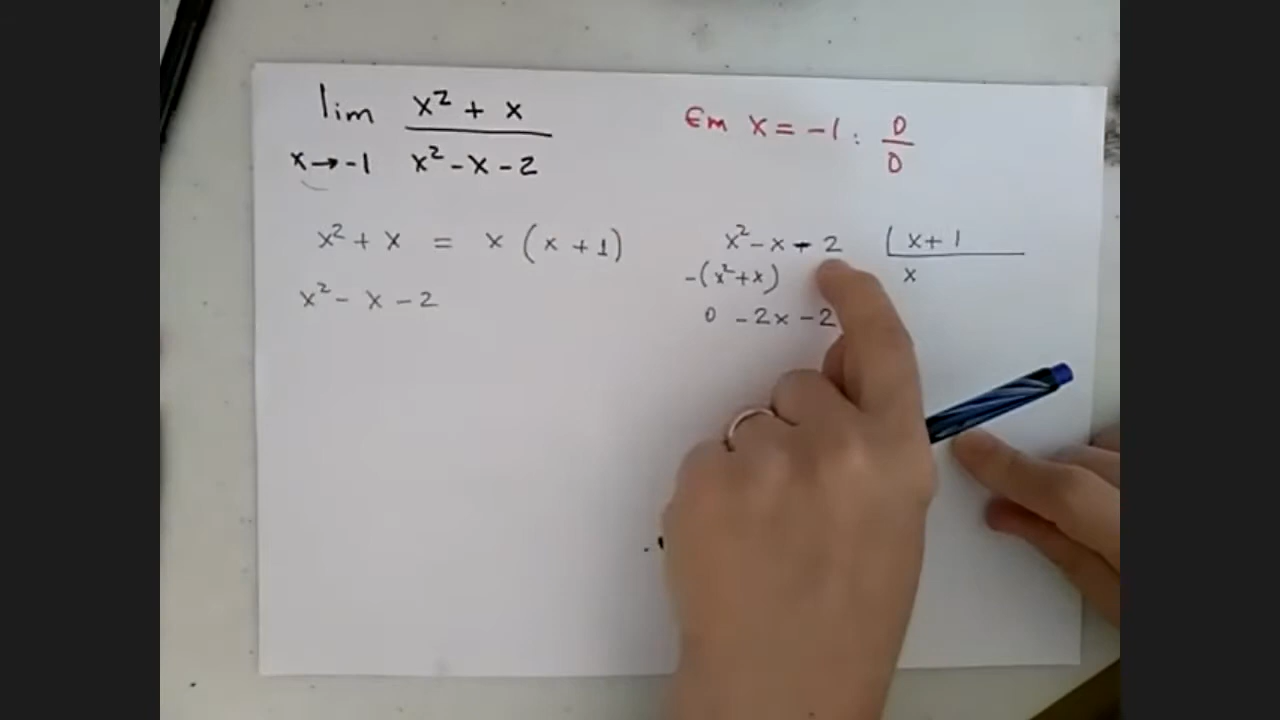 lim x² + x
x→-1 x² - x - 2
Em x = -1 : 0/0
x² + x = x (x + 1)
x² - x - 2
x² - x - 2 x + 1
-(x² + x) x
0 - 2x - 2